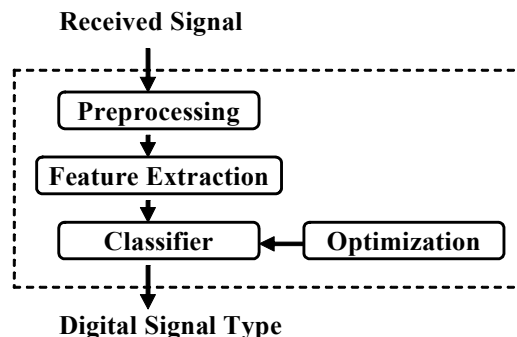 Received Signal
Preprocessing
Feature Extraction
Classifier
Optimization
Digital Signal Type